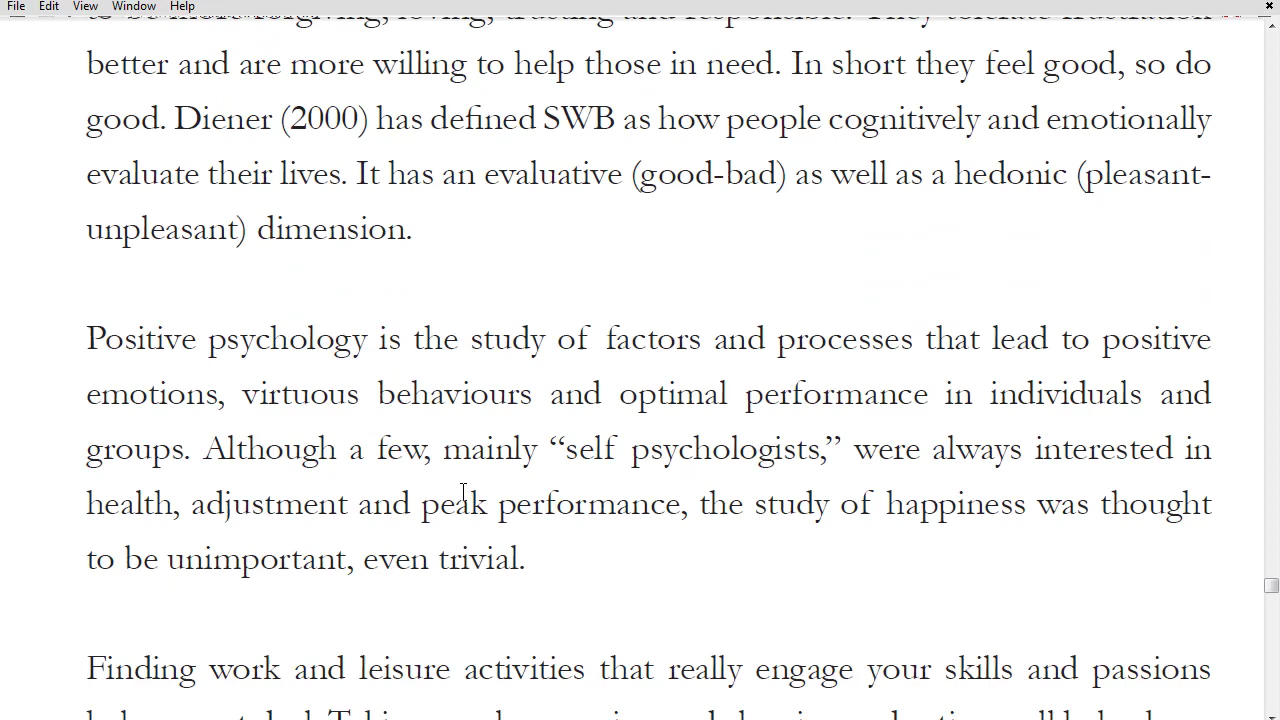 File Edit View Window Help
better and are more willing to help those in need. In short they feel good, so do
good. Diener (2000) has defined SWB as how people cognitively and emotionally
evaluate their lives. It has an evaluative (good-bad) as well as a hedonic (pleasant-
unpleasant) dimension.
Positive psychology is the study of factors and processes that lead to positive
emotions, virtuous behaviours and optimal performance in individuals and
groups. Although a few, mainly “self psychologists,” were always interested in
health, adjustment and peak performance, the study of happiness was thought
to be unimportant, even trivial.
Finding work and leisure activities that really engage your skills and passions